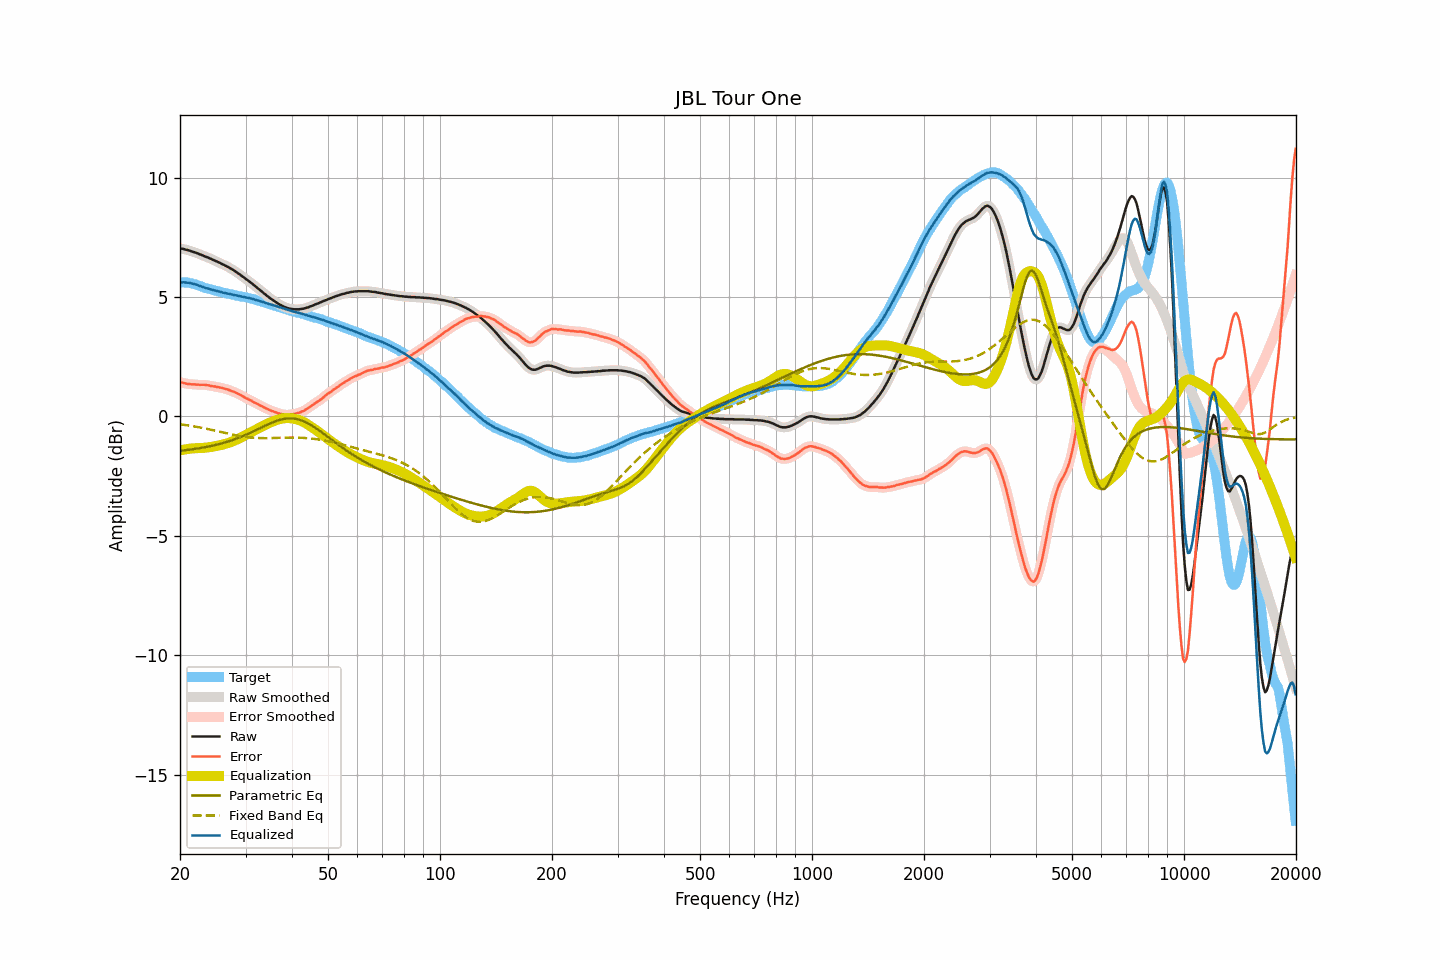 JBL Tour One
Amplitude (dBr)
10
5
0
−5
−10
−15
Target
Raw Smoothed
Error Smoothed
Raw
Error
Equalization
Parametric Eq
Fixed Band Eq
Equalized
20 50 100 200 500 1000 2000 5000 10000 20000
Frequency (Hz)